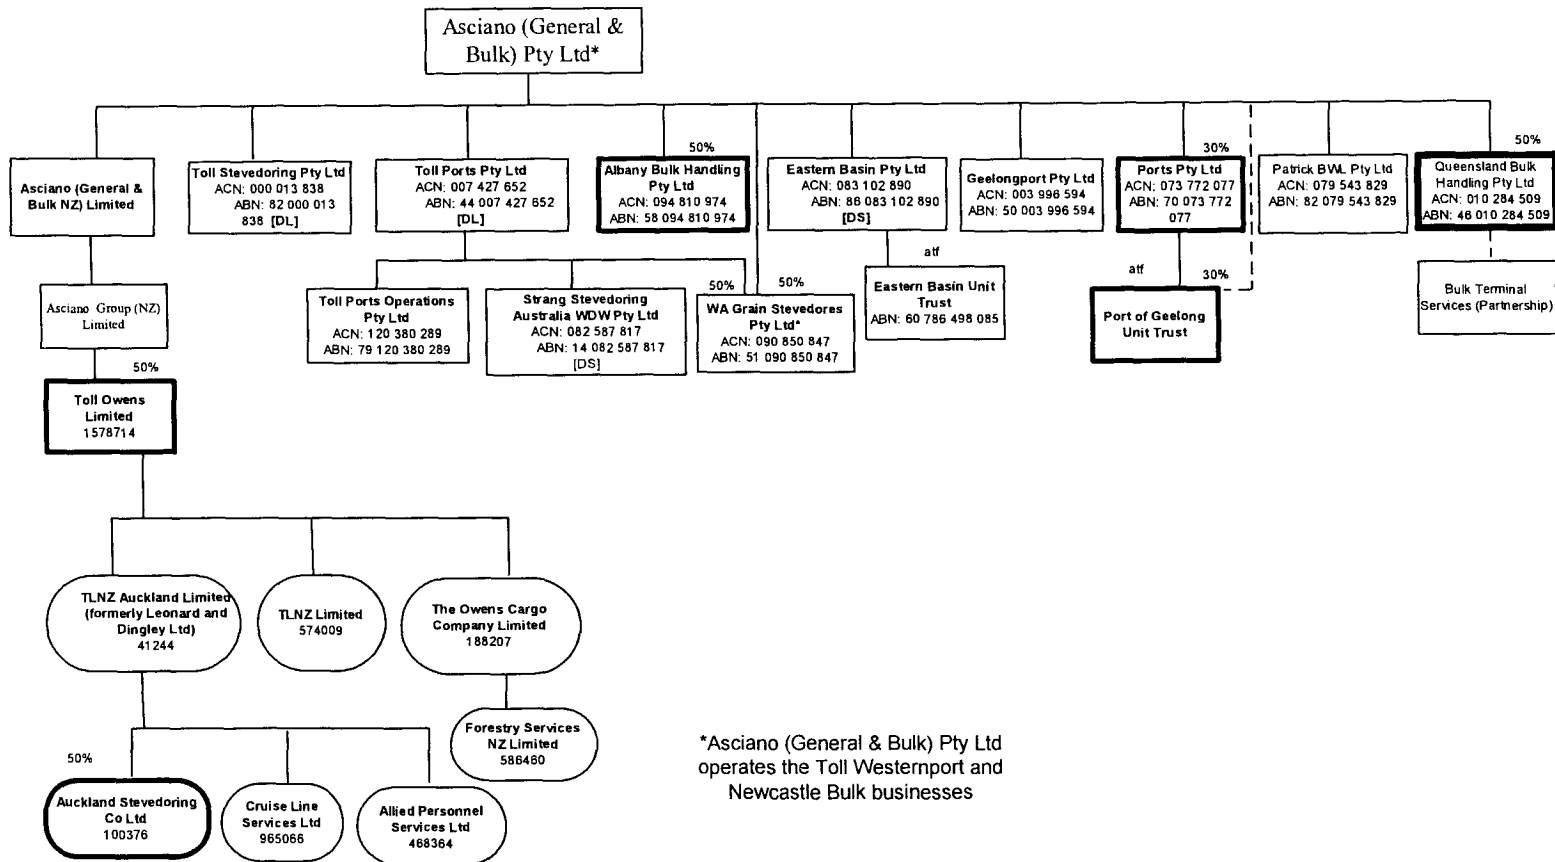 Asciano (General &
Bulk) Pty Ltd*
Asciano (General &
Bulk NZ) Limited
Toll Stevedoring Pty Ltd
ACN: 000 013 838
ABN: 82 000 013
838 [DL]
Toll Ports Pty Ltd
ACN: 007 427 652
ABN: 44 007 427 652
[DL]
50%
Albany Bulk Handling
Pty Ltd
ACN: 094 810 974
ABN: 58 094 810 974
Eastern Basin Pty Ltd
ACN: 083 102 890
ABN: 86 083 102 890
[DS]
Geelongport Pty Ltd
ACN: 003 996 594
ABN: 50 003 996 594
30%
Ports Pty Ltd
ACN: 073 772 077
ABN: 70 073 772
077
Patrick BWL Pty Ltd
ACN: 079 543 829
ABN: 82 079 543 829
50%
Queensland Bulk
Handling Pty Ltd
ACN: 010 284 509
ABN: 46 010 284 509
Asciano Group (NZ)
Limited
Toll Ports Operations
Pty Ltd
ACN: 120 380 289
ABN: 79 120 380 289
Strang Stevedoring
Australia WDW Pty Ltd
ACN: 082 587 817
ABN: 14 082 587 817
[DS]
50%
50%
WA Grain Stevedores
Pty Ltd*
ACN: 090 850 847
ABN: 51 090 850 847
atf
Eastern Basin Unit
Trust
ABN: 60 786 498 085
atf
30%
Port of Geelong
Unit Trust
Bulk Terminal
Services (Partnership)
50%
Toll Owens
Limited
1578714
TLNZ Auckland Limited
(formerly Leonard and
Dingley Ltd)
41244
TLNZ Limited
574009
The Owens Cargo
Company Limited
188207
Forestry Services
NZ Limited
586460
50%
Auckland Stevedoring
Co Ltd
100376
Cruise Line
Services Ltd
965066
Allied Personnel
Services Ltd
468364
*Asciano (General & Bulk) Pty Ltd
operates the Toll Westernport and
Newcastle Bulk businesses